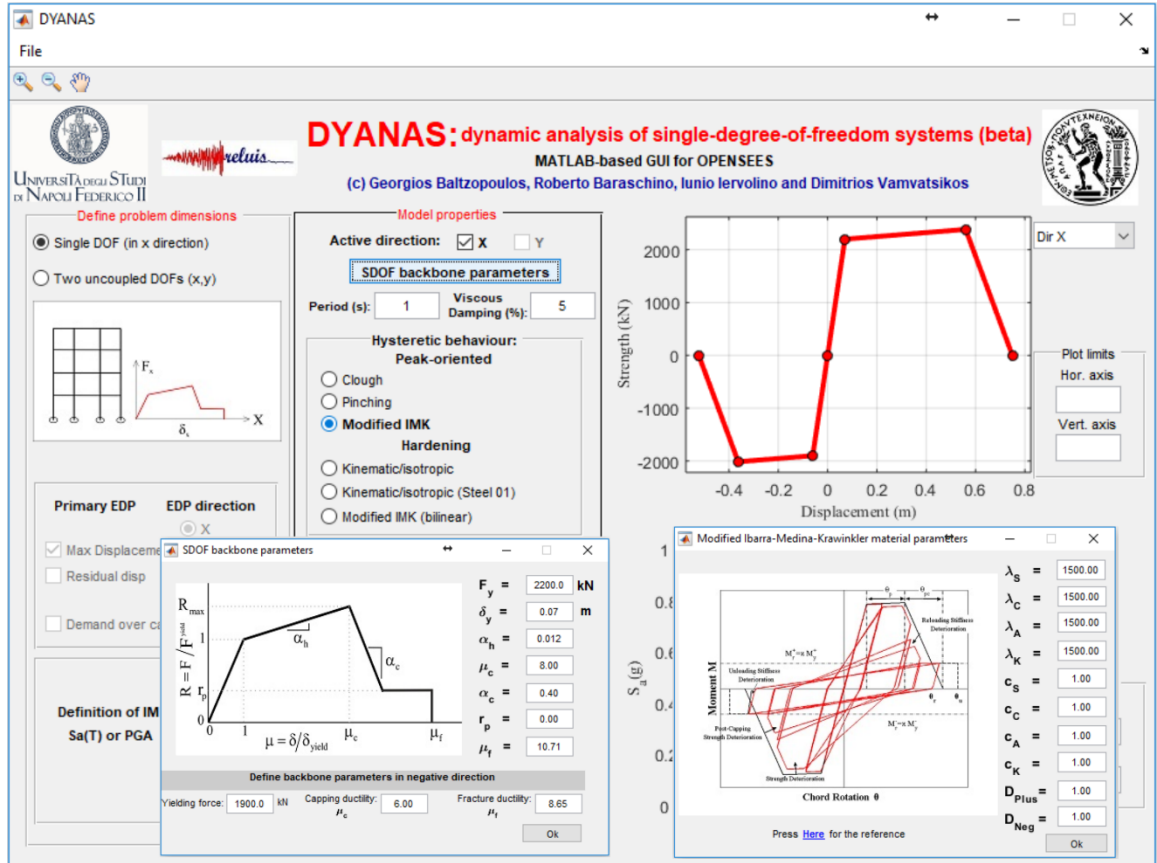 DYANAS
File
UNIVERSITÀ DEGLI STUDI
DI NAPOLI FEDERICO II
reluis
DYANAS: dynamic analysis of single-degree-of-freedom systems (beta)
MATLAB-based GUI for OPENSEES
(c) Georgios Baltzopoulos, Roberto Baraschino, Iunio Iervolino and Dimitrios Vamvatsikos
Define problem dimensions
Single DOF (in x direction)
Two uncoupled DOFs (x,y)
Fx
X
δx
Primary EDP EDP direction
X
Max Displaceme
Residual disp
Demand over ca
Definition of IM
Sa(T) or PGA
Model properties
Active direction: X Y
SDOF backbone parameters
Period (s): 1 Viscous Damping (%): 5
Hysteretic behaviour:
Peak-oriented
Clough
Pinching
Modified IMK
Hardening
Kinematic/isotropic
Kinematic/isotropic (Steel 01)
Modified IMK (bilinear)
Strength (kN)
2000
1000
0
-1000
-2000
-0.4 -0.2 0 0.2 0.4 0.6 0.8
Displacement (m)
Dir X
Plot limits
Hor. axis
Vert. axis
Sa (g)
1
0.8
0.6
0.4
0.2
0
SDOF backbone parameters
R = F / Fyield
Rmax
1
rp
0
αh
αc
0 1 μc μf
μ = δ/δyield
Fy = 2200.0 kN
δy = 0.07 m
αh = 0.012
μc = 8.00
αc = 0.40
rp = 0.00
μf = 10.71
Define backbone parameters in negative direction
Yielding force: 1900.0 kN Capping ductility: μc 6.00 Fracture ductility: μf 8.65
Ok
Modified Ibarra-Medina-Krawinkler material parameters
Moment M
θp θpc
Reloading Stiffness
Deterioration
Unloading Stiffness
Deterioration
Post-Capping
Strength Deterioration
Strength Deterioration
Chord Rotation θ
Press Here for the reference
λS = 1500.00
λC = 1500.00
λA = 1500.00
λK = 1500.00
cS = 1.00
cC = 1.00
cA = 1.00
cK = 1.00
DPlus = 1.00
DNeg = 1.00
Ok